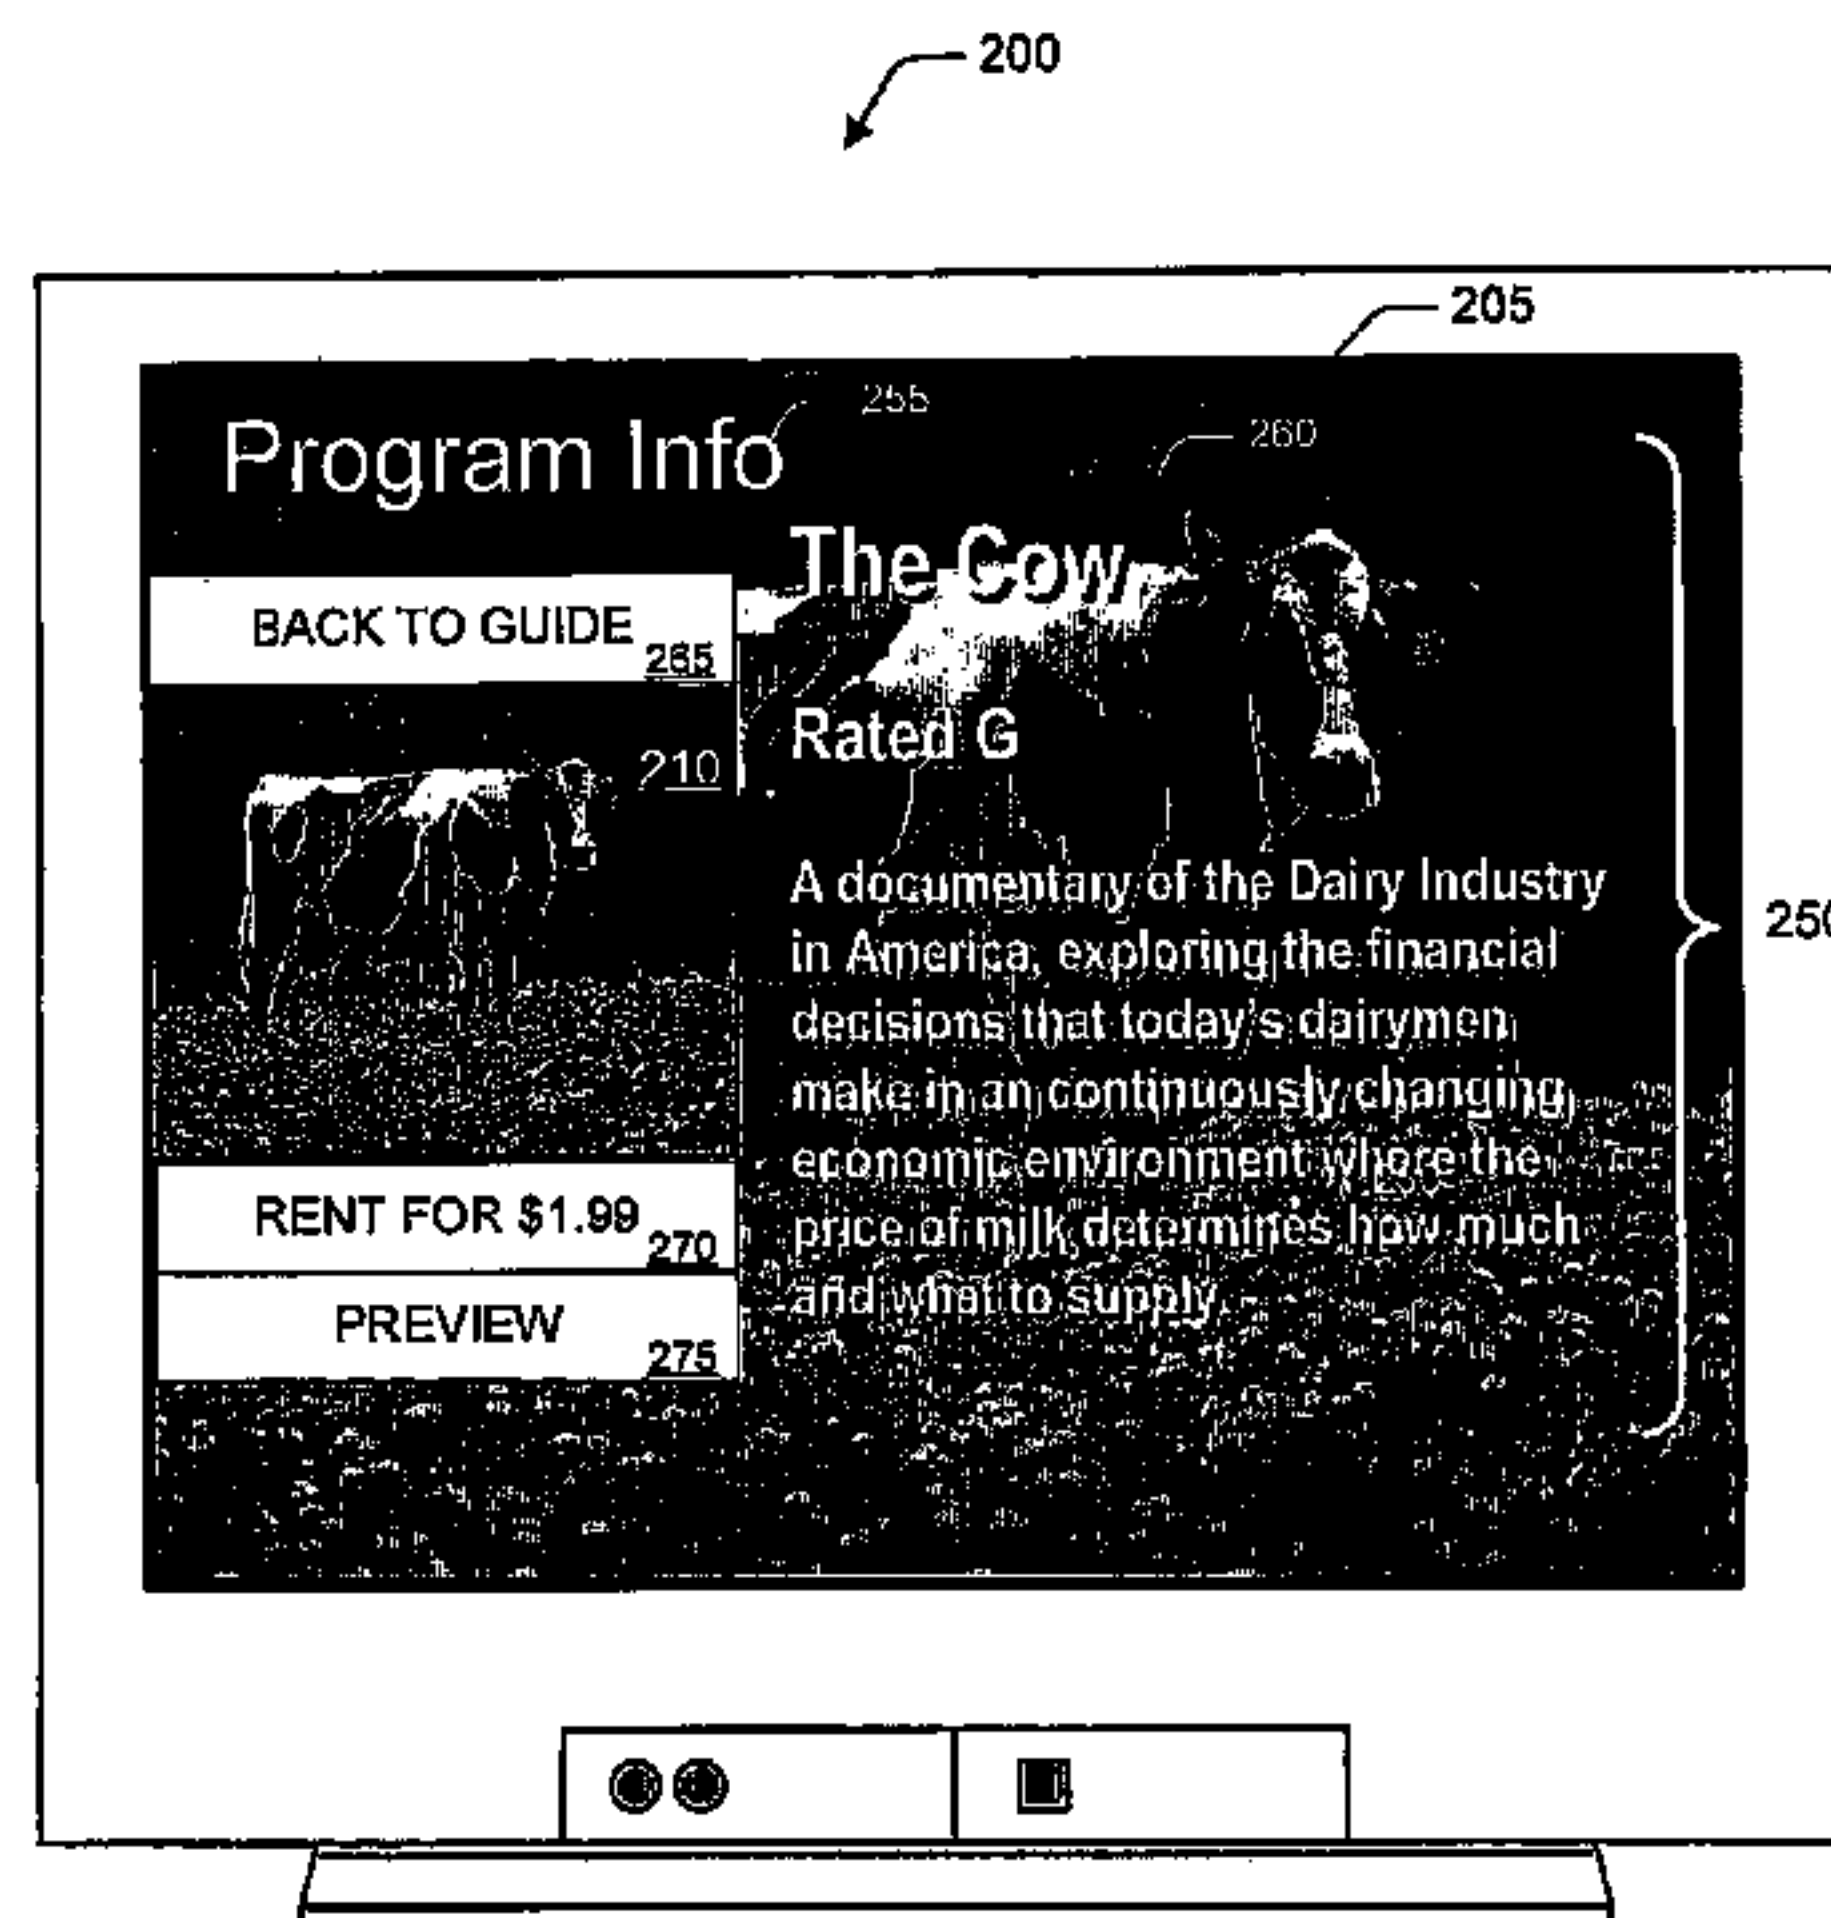 200
205
255
Program Info
260
The Cow
BACK TO GUIDE
265
Rated G
210
A documentary of the Dairy Industry
in America, exploring the financial
decisions that today's dairymen
make in an continuously changing
economic environment where the
price of milk determines how much
and what to supply
250
RENT FOR $1.99
270
PREVIEW
275